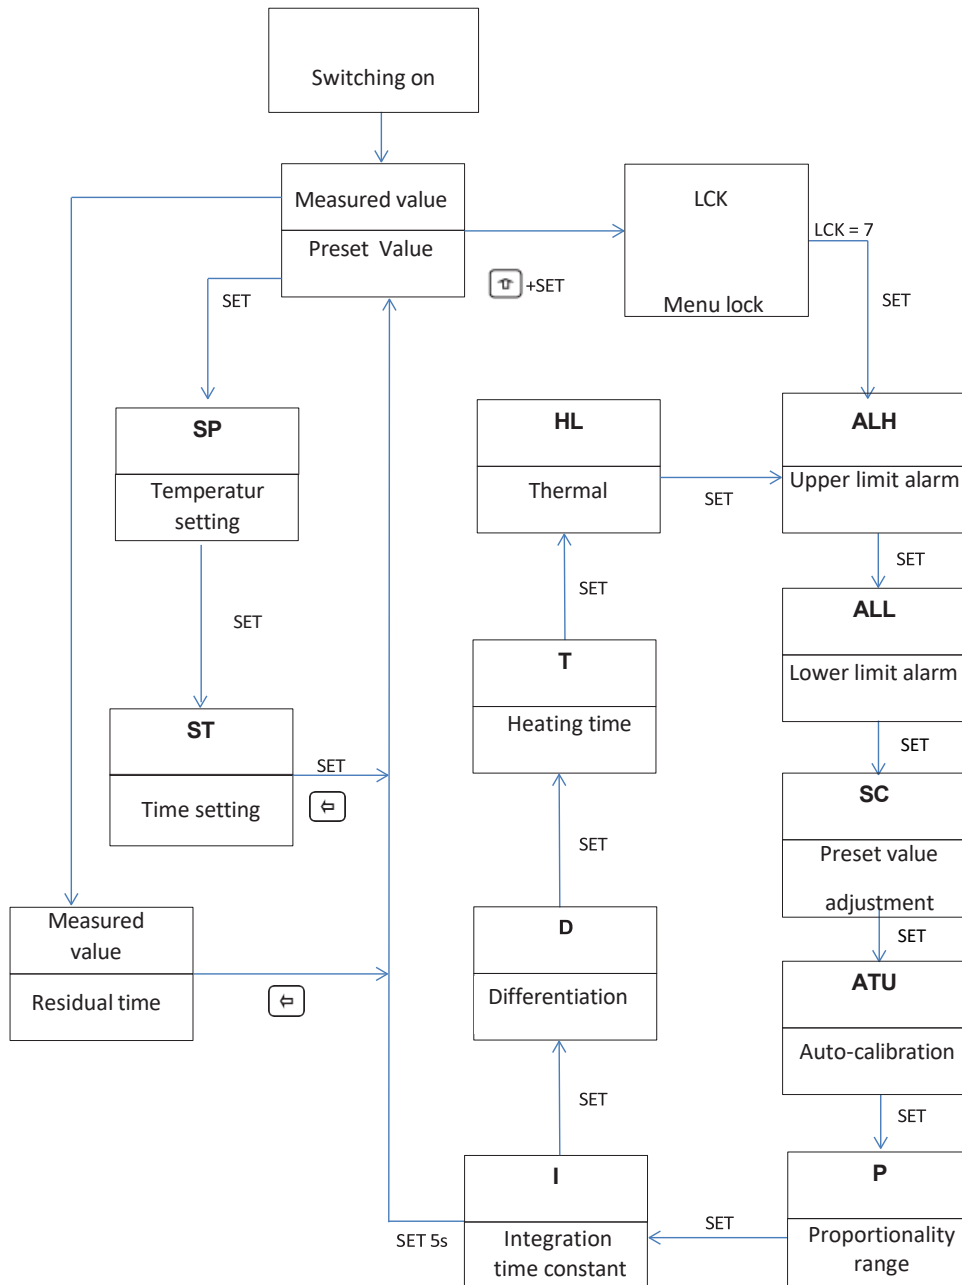 Switching on
Measured value
Preset Value
LCK
Menu lock
LCK = 7
+SET
SET
SET
SP
Temperatur
setting
HL
Thermal
ALH
Upper limit alarm
SET
SET
SET
SET
ALL
Lower limit alarm
T
Heating time
ST
Time setting
SET
SET
SC
Preset value
adjustment
SET
Measured
value
Residual time
D
Differentiation
SET
ATU
Auto-calibration
SET
SET
I
Integration
time constant
SET 5s
SET
P
Proportionality
range